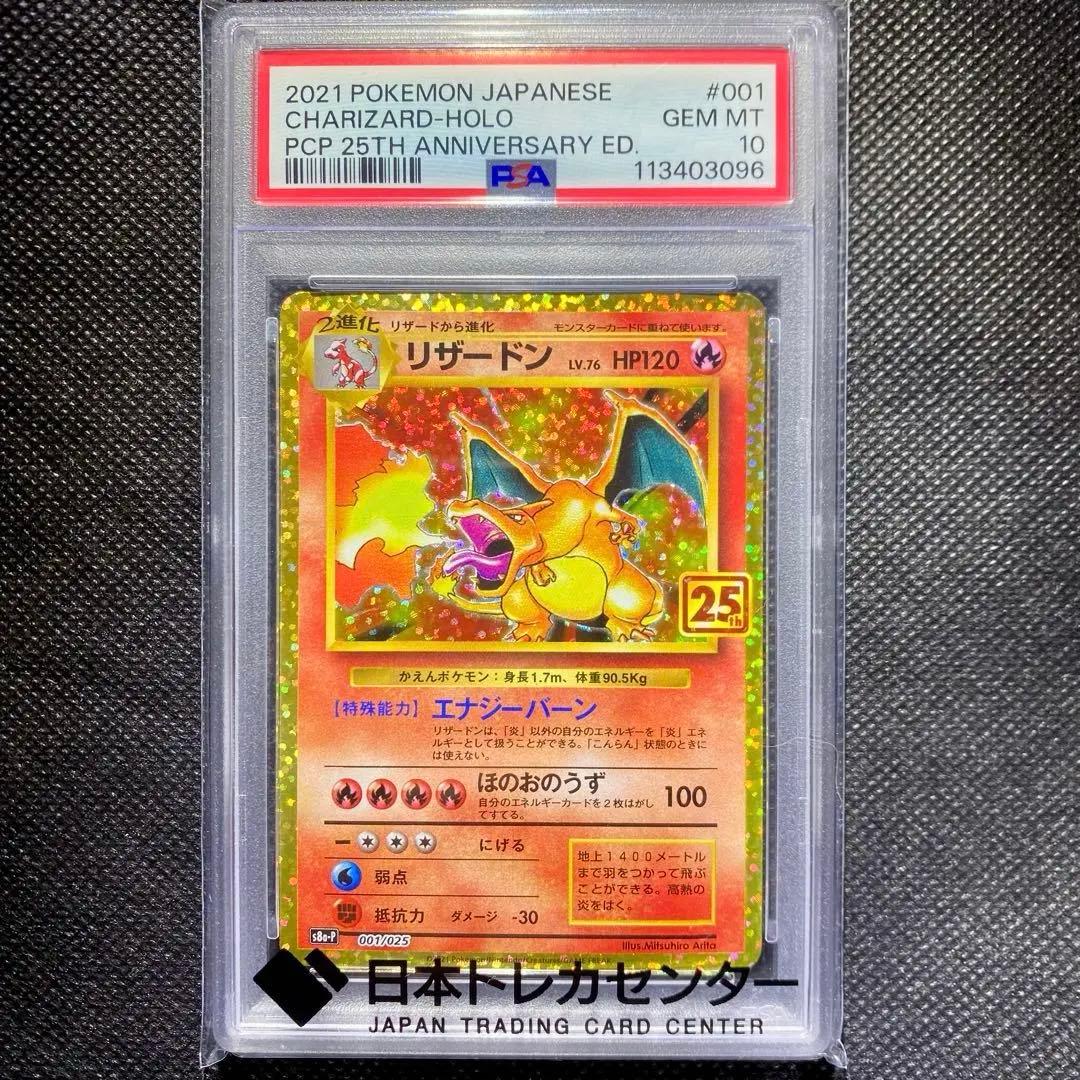 2021 POKEMON JAPANESE #001
CHARIZARD-HOLO GEM MT
PCP 25TH ANNIVERSARY ED. 10
PSA 113403096
2進化 リザードから進化 モンスターカードに重ねて使います。
リザードン LV.76 HP120
25th
かえんポケモン：身長1.7m、体重90.5Kg
【特殊能力】エナジーバーン
リザードンは、「炎」以外の自分のエネルギーを「炎」エネ
ルギーとして扱うことができる。「こんらん」状態のときに
は使えない。
ほのおのうず 100
自分のエネルギーカードを2枚はがし
てすてる。
にげる
弱点
抵抗力 ダメージ -30
地上1400メートル
まで羽をつかって飛ぶ
ことができる。高熱の
炎をはく。
s8a-P 001/025 Illus.Mitsuhiro Arita
©2021 Pokémon/Nintendo/Creatures/GAME FREAK
日本トレカセンター
JAPAN TRADING CARD CENTER